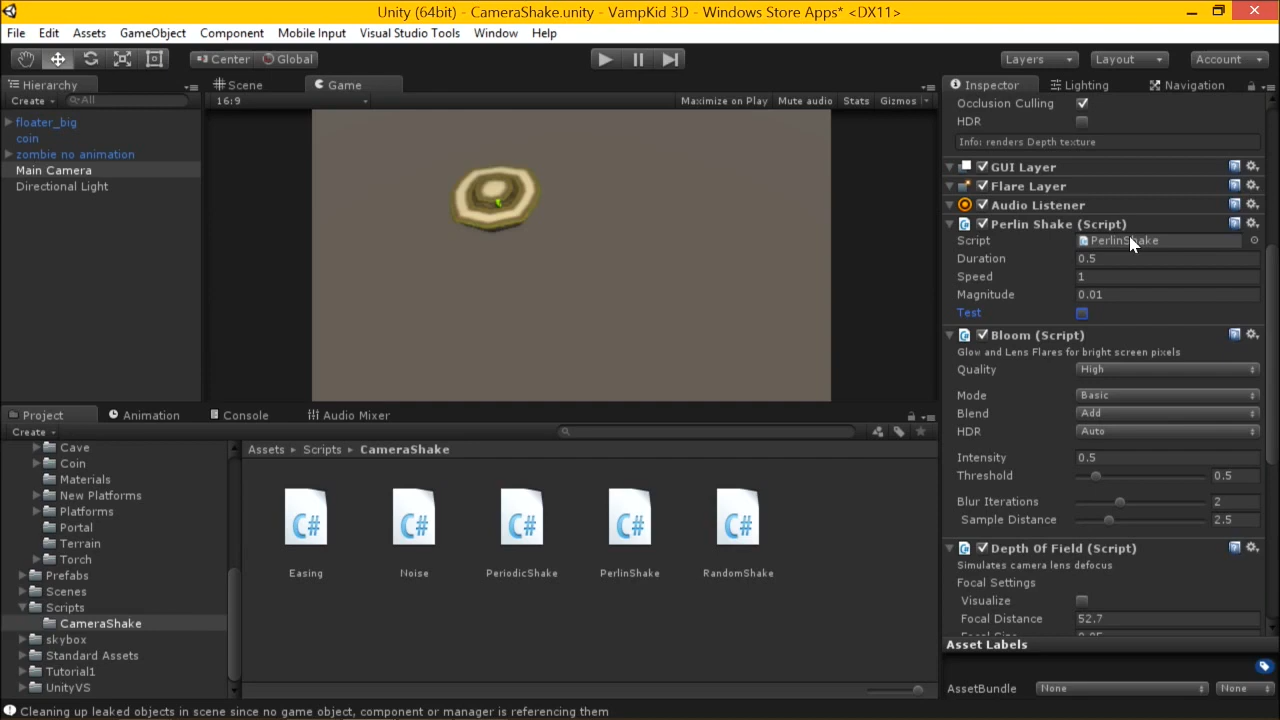 Unity (64bit) - CameraShake.unity - VampKid 3D - Windows Store Apps* <DX11>
File Edit Assets GameObject Component Mobile Input Visual Studio Tools Window Help
Center Global Layers Layout Account
Hierarchy
Create All
floater_big
coin
zombie no animation
Main Camera
Directional Light
Scene Game
16:9 Maximize on Play Mute audio Stats Gizmos
Inspector Lighting Navigation
Occlusion Culling
HDR
Info: renders Depth texture
GUI Layer
Flare Layer
Audio Listener
Perlin Shake (Script)
Script PerlinShake
Duration 0.5
Speed 1
Magnitude 0.01
Test
Bloom (Script)
Glow and Lens Flares for bright screen pixels
Quality High
Mode Basic
Blend Add
HDR Auto
Intensity 0.5
Threshold 0.5
Blur Iterations 2
Sample Distance 2.5
Depth Of Field (Script)
Simulates camera lens defocus
Focal Settings
Visualize
Focal Distance 52.7
Focal Size 0.05
Asset Labels
AssetBundle None None
Project Animation Console Audio Mixer
Create
Cave
Coin
Materials
New Platforms
Platforms
Portal
Terrain
Torch
Prefabs
Scenes
Scripts
CameraShake
skybox
Standard Assets
Tutorial1
UnityVS
Assets Scripts CameraShake
C# C# C# C# C#
Easing Noise PeriodicShake PerlinShake RandomShake
Cleaning up leaked objects in scene since no game object, component or manager is referencing them